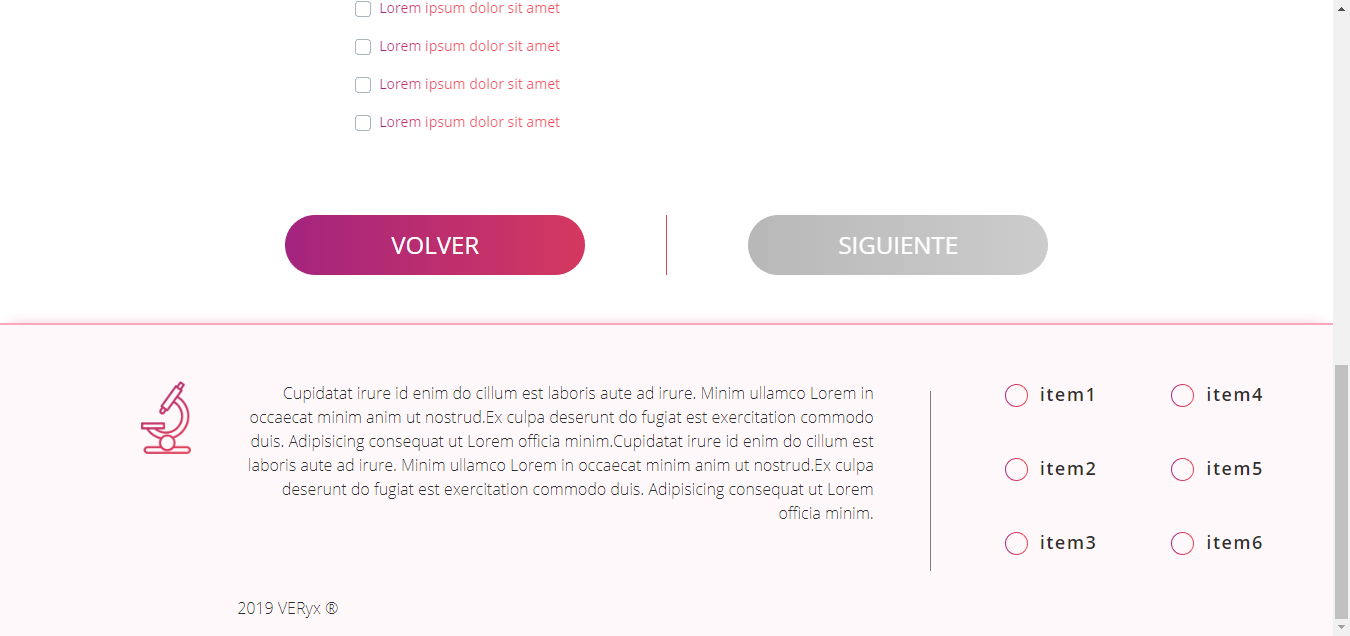 Lorem ipsum dolor sit amet
Lorem ipsum dolor sit amet
Lorem ipsum dolor sit amet
Lorem ipsum dolor sit amet
VOLVER
SIGUIENTE
Cupidatat irure id enim do cillum est laboris aute ad irure. Minim ullamco Lorem in
occaecat minim anim ut nostrud.Ex culpa deserunt do fugiat est exercitation commodo
duis. Adipisicing consequat ut Lorem officia minim.Cupidatat irure id enim do cillum est
laboris aute ad irure. Minim ullamco Lorem in occaecat minim anim ut nostrud.Ex culpa
deserunt do fugiat est exercitation commodo duis. Adipisicing consequat ut Lorem
officia minim.
item1
item4
item2
item5
item3
item6
2019 VERyx ®